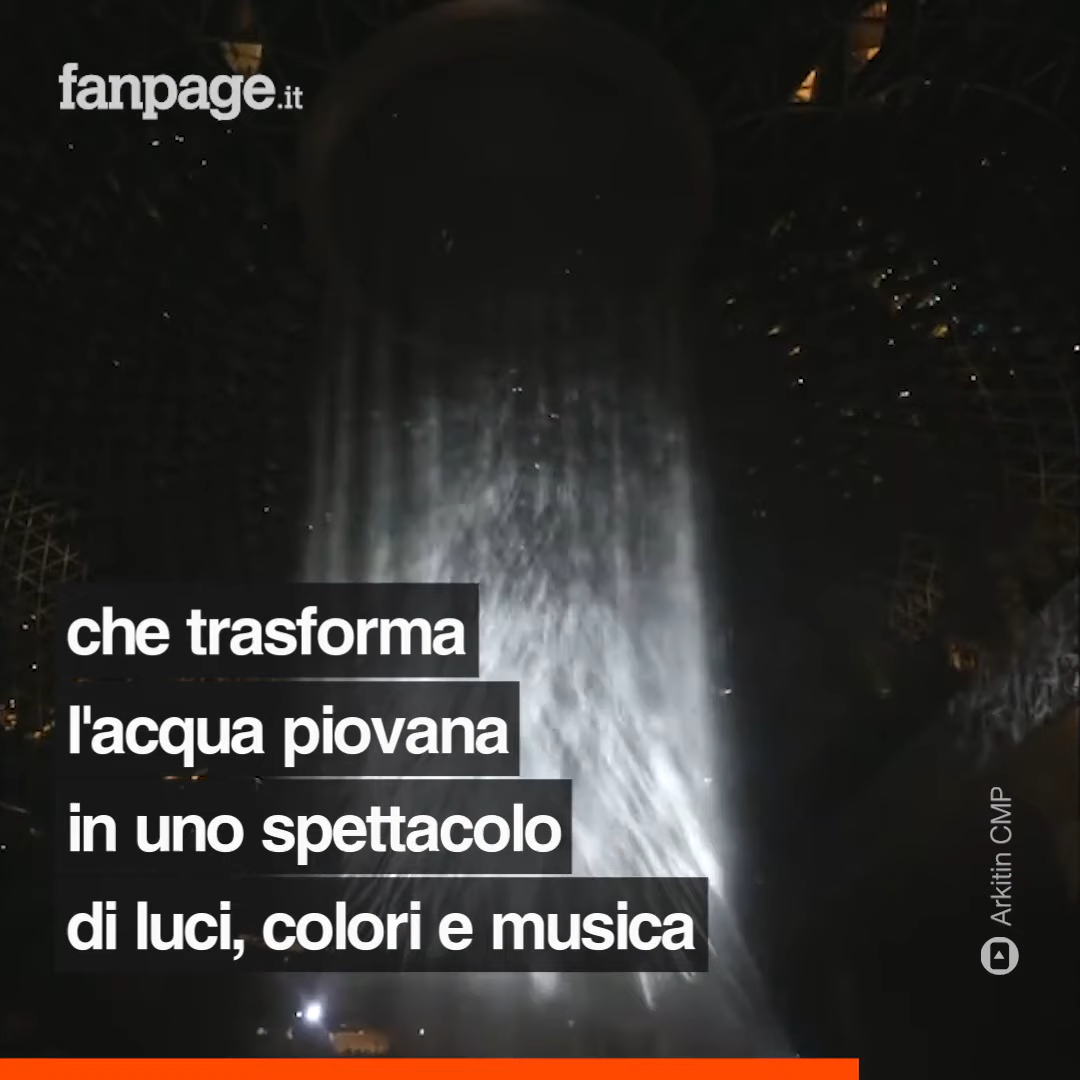 fanpage.it
che trasforma
l'acqua piovana
in uno spettacolo
di luci, colori e musica
Arkitin CMP